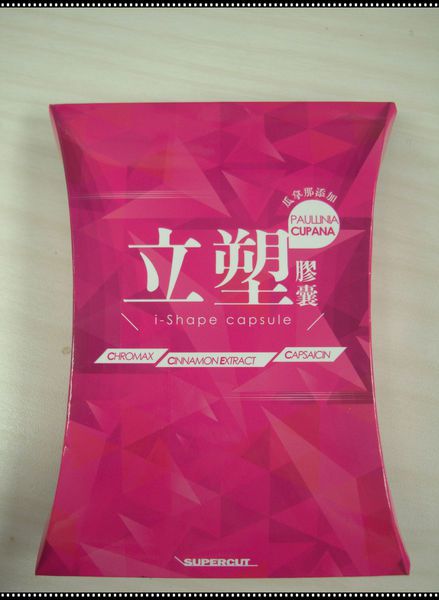 瓜拿那添加
PAULLINIA
CUPANA
立塑膠囊
i-Shape capsule
CHROMAX
CINNAMON EXTRACT
CAPSAICIN
SUPERCUT